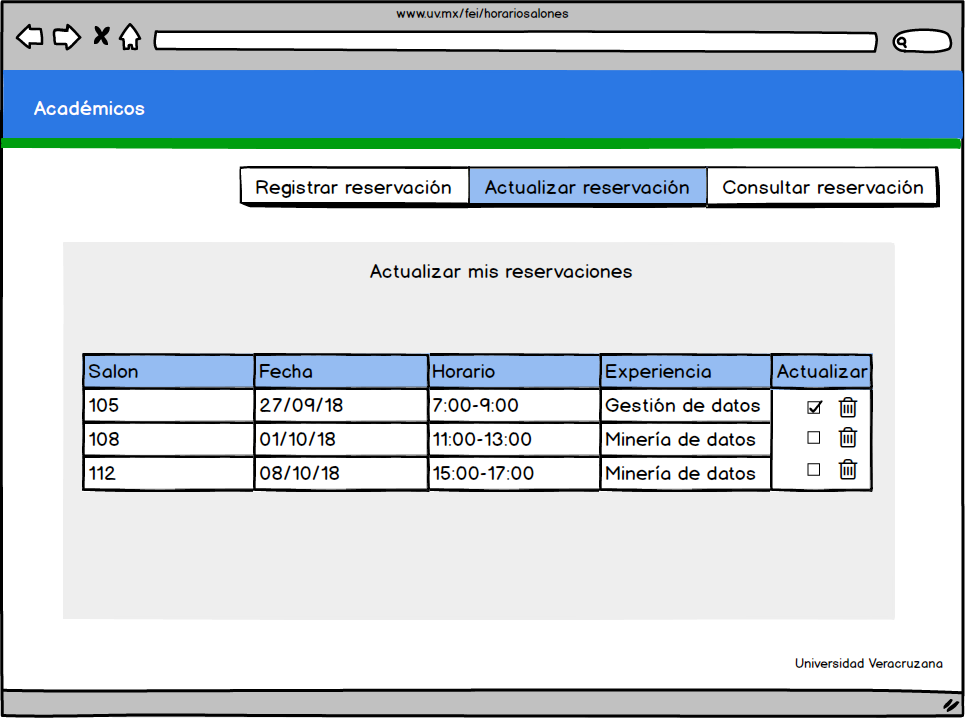 www.uv.mx/fei/horariosalones
Académicos
Registrar reservación Actualizar reservación Consultar reservación
Actualizar mis reservaciones
Salon Fecha Horario Experiencia Actualizar
105 27/09/18 7:00-9:00 Gestión de datos
108 01/10/18 11:00-13:00 Minería de datos
112 08/10/18 15:00-17:00 Minería de datos
Universidad Veracruzana